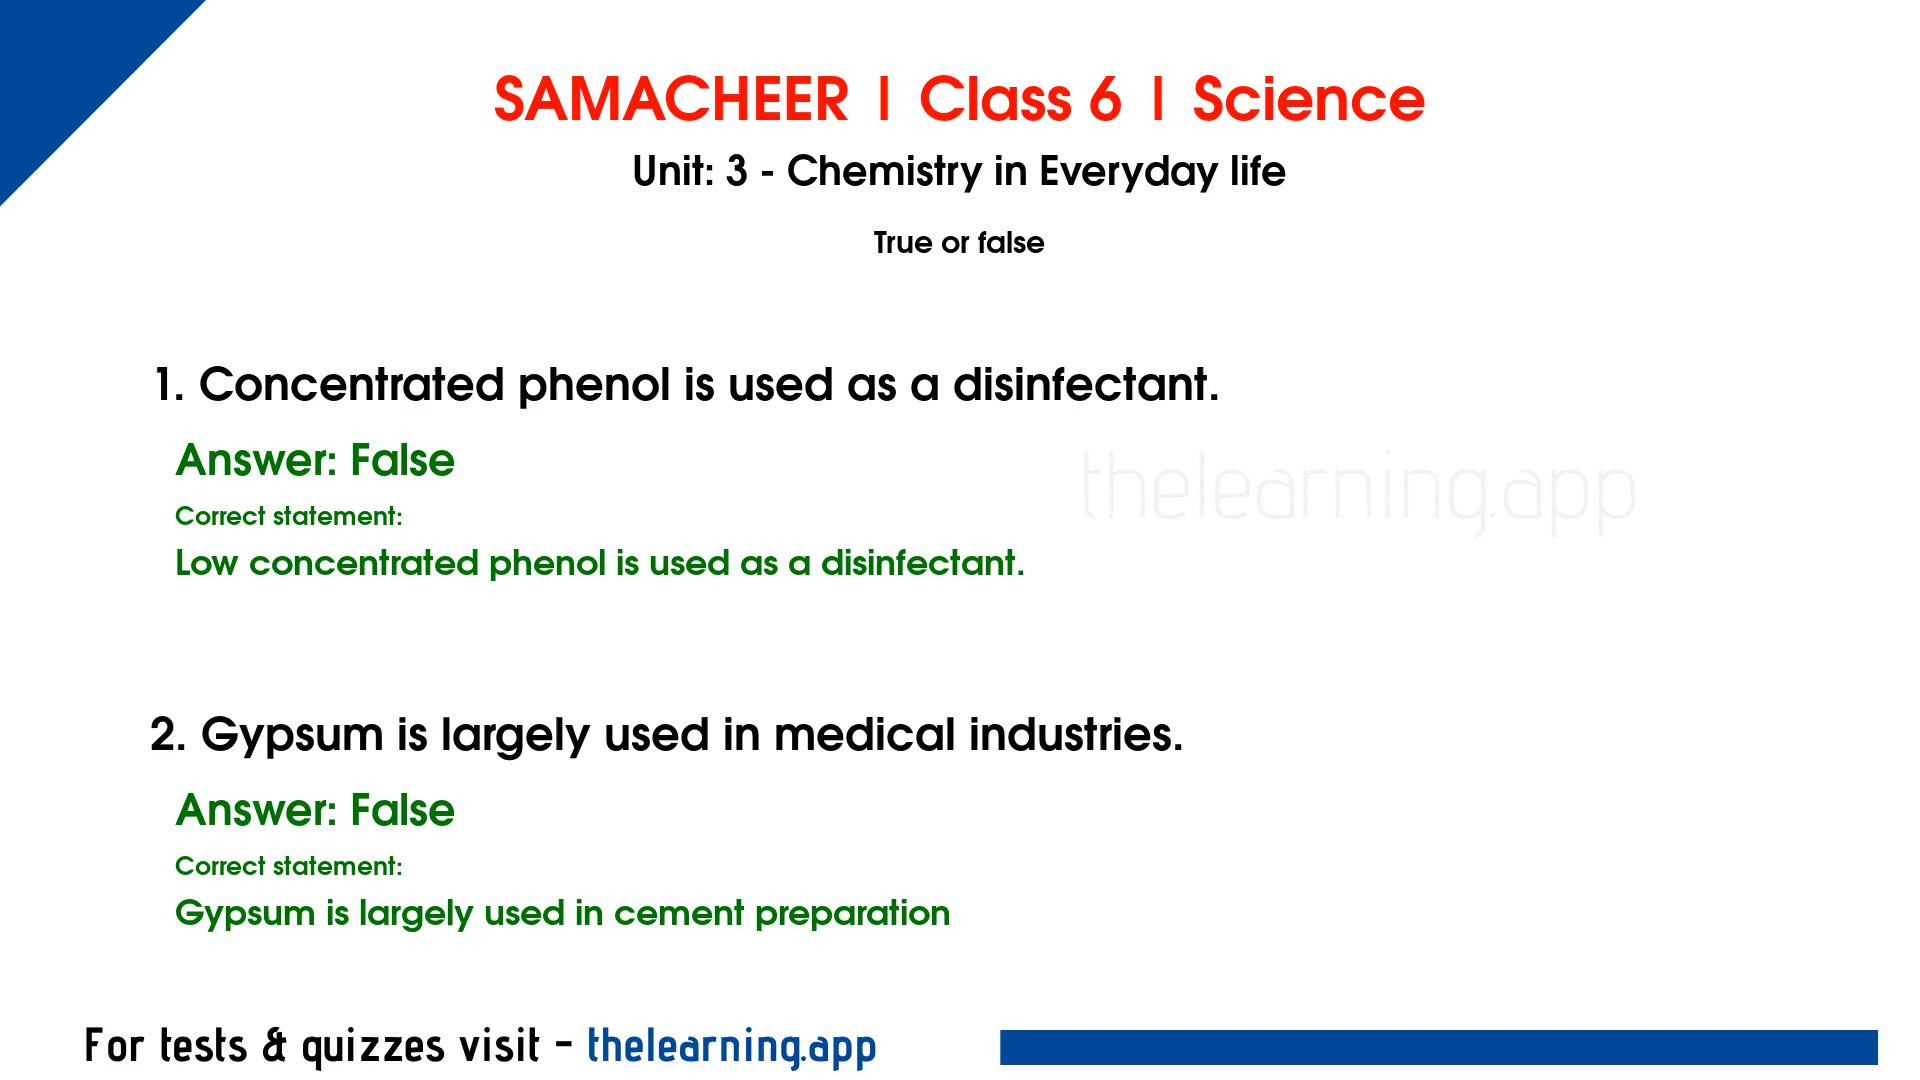 SAMACHEER | Class 6 | Science
Unit: 3 - Chemistry in Everyday life
True or false
1. Concentrated phenol is used as a disinfectant.
Answer: False
thelearning.app
Correct statement:
Low concentrated phenol is used as a disinfectant.
2. Gypsum is largely used in medical industries.
Answer: False
Correct statement:
Gypsum is largely used in cement preparation
For tests & quizzes visit - thelearning.app